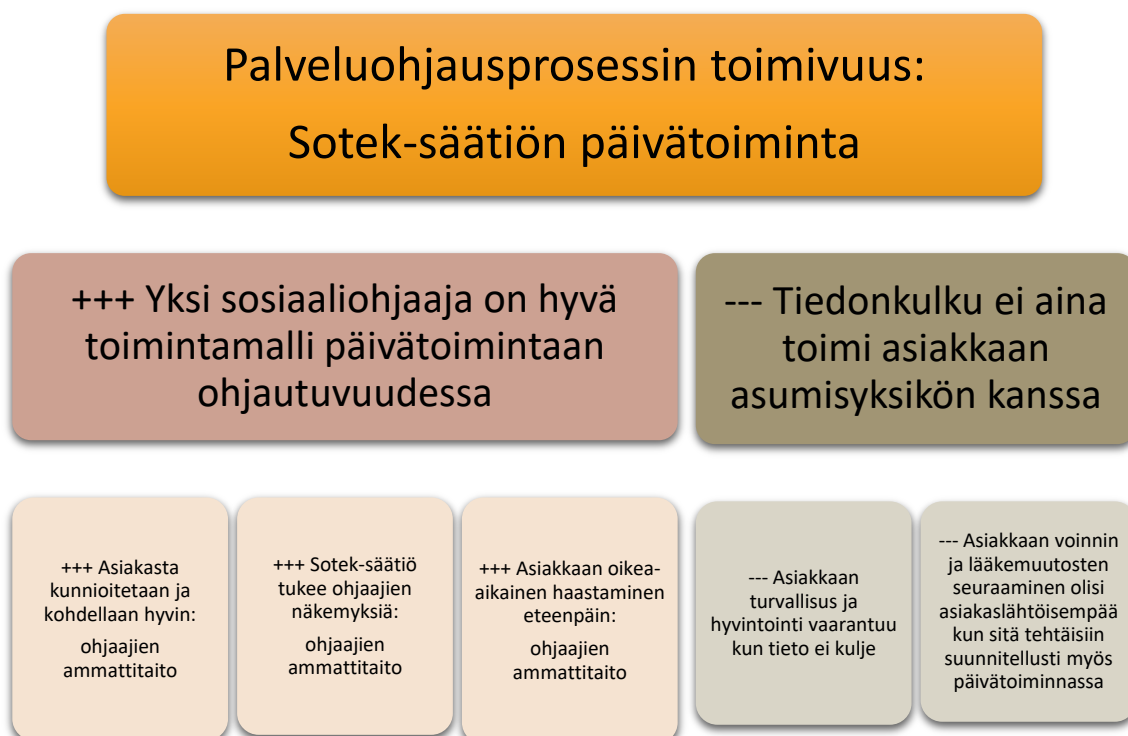 Palveluohjausprosessin toimivuus:
Sotek-säätiön päivätoiminta
+++ Yksi sosiaaliohjaaja on hyvä
toimintamalli päivätoimintaan
ohjautuvuudessa
--- Tiedonkulku ei aina
toimi asiakkaan
asumisyksikön kanssa
+++ Asiakasta
kunnioitetaan ja
kohdellaan hyvin:
ohjaajien
ammattitaito
+++ Sotek-säätiö
tukee ohjaajien
näkemyksiä:
ohjaajien
ammattitaito
+++ Asiakkaan oikea-
aikainen haastaminen
eteenpäin:
ohjaajien
ammattitaito
--- Asiakkaan
turvallisus ja
hyvintointi vaarantuu
kun tieto ei kulje
--- Asiakkaan voinnin
ja lääkemuutosten
seuraaminen olisi
asiakaslähtöisempää
kun sitä tehtäisiin
suunnitellusti myös
päivätoiminnassa